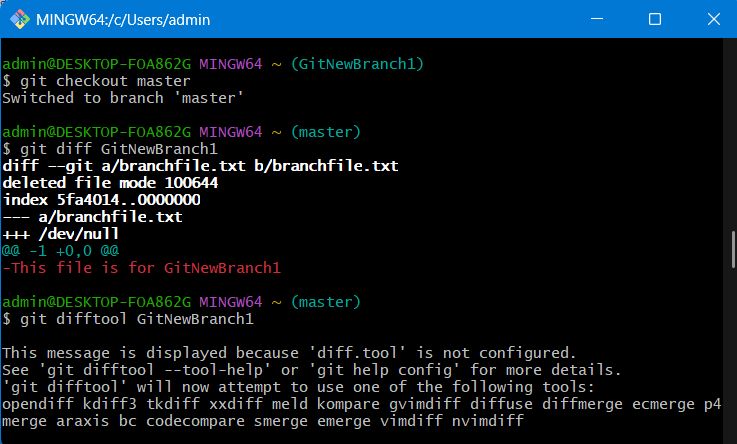 MINGW64:/c/Users/admin
admin@DESKTOP-FOA862G MINGW64 ~ (GitNewBranch1)
$ git checkout master
Switched to branch 'master'
admin@DESKTOP-FOA862G MINGW64 ~ (master)
$ git diff GitNewBranch1
diff --git a/branchfile.txt b/branchfile.txt
deleted file mode 100644
index 5fa4014..0000000
--- a/branchfile.txt
+++ /dev/null
@@ -1 +0,0 @@
-This file is for GitNewBranch1
admin@DESKTOP-FOA862G MINGW64 ~ (master)
$ git difftool GitNewBranch1
This message is displayed because 'diff.tool' is not configured.
See 'git difftool --tool-help' or 'git help config' for more details.
'git difftool' will now attempt to use one of the following tools:
opendiff kdiff3 tkdiff xxdiff meld kompare gvimdiff diffuse diffmerge ecmerge p4
merge araxis bc codecompare smerge emerge vimdiff nvimdiff